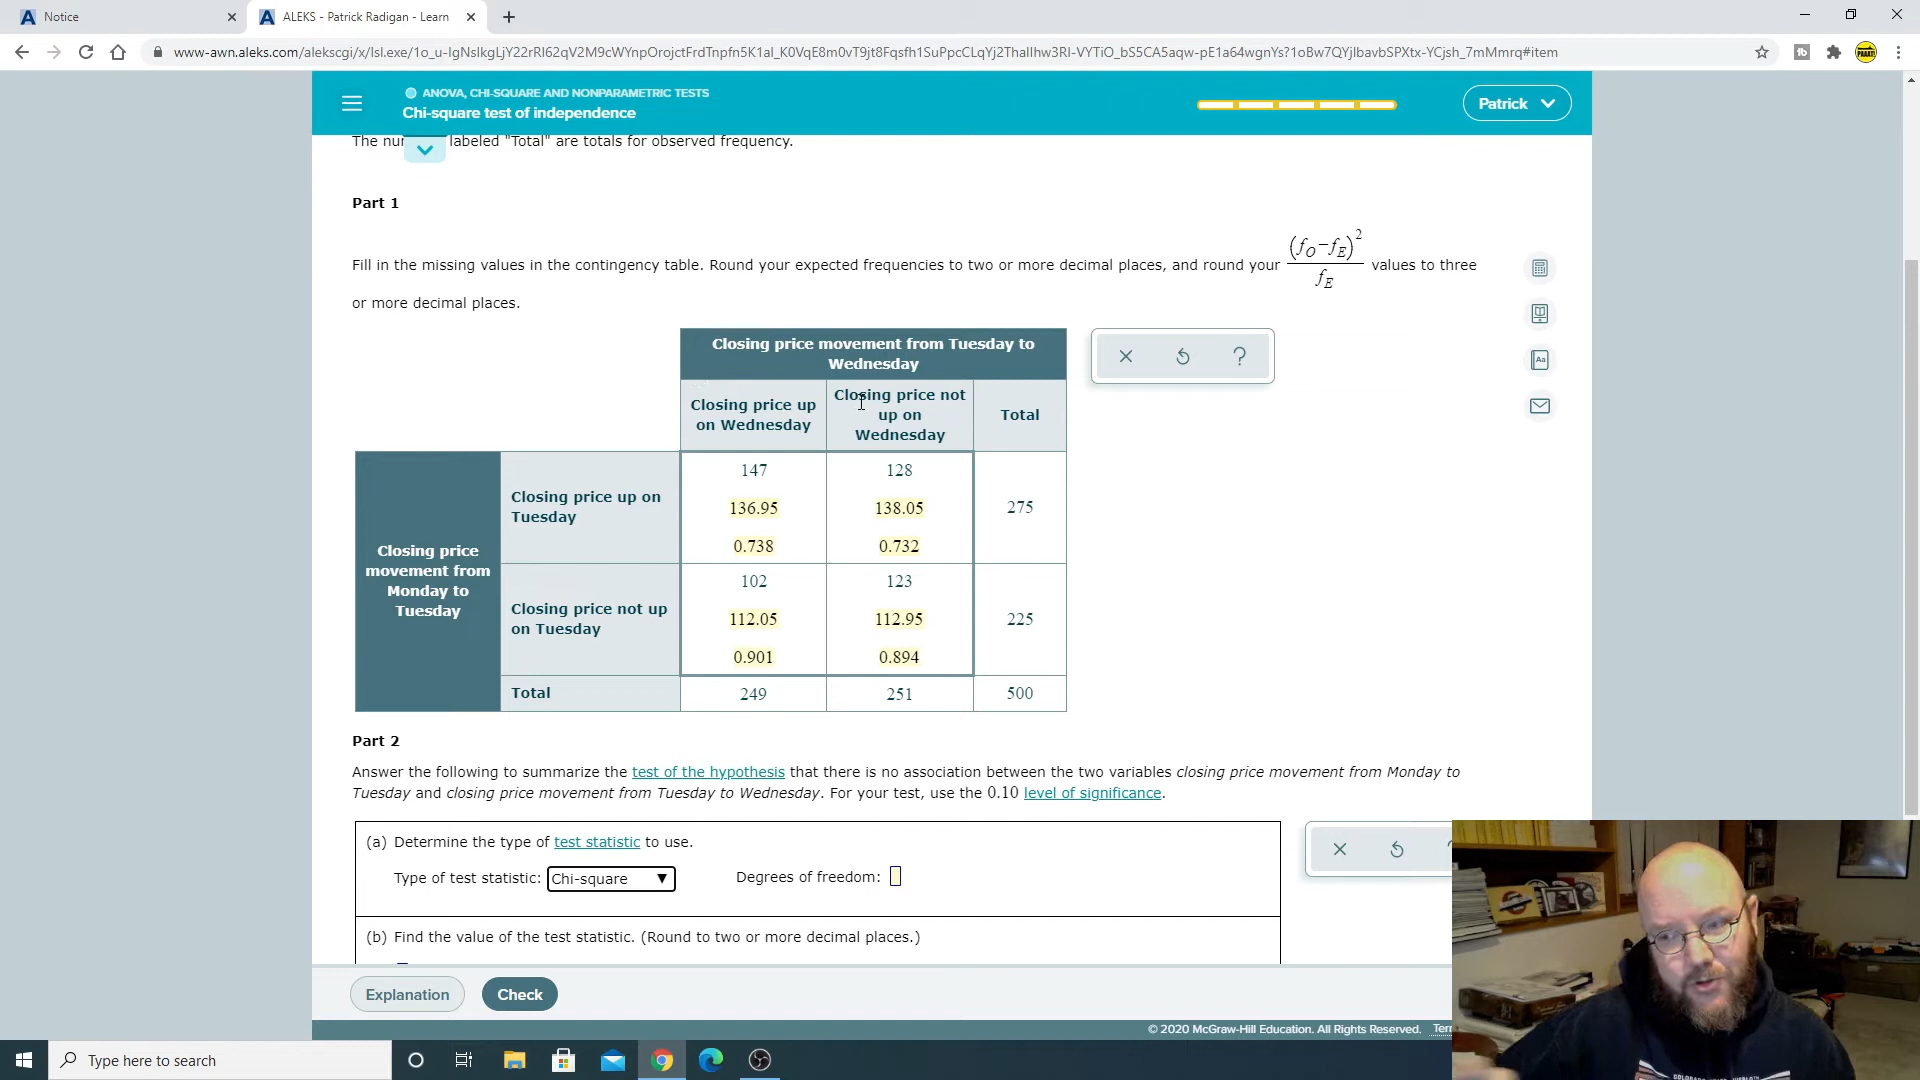 Notice
ALEKS - Patrick Radigan - Learn
www-awn.aleks.com/alekscgi/x/Isl.exe/1o_u-IgNslkgLjY22rRI62qV2M9cWYnpOrojctFrdTnpfn5K1al_K0VqE8m0vT9jt8Fqsfh1SuPpcCLqYj2ThalIhw3RI-VYTiO_bS5CA5aqw-pE1a64wgnYs?1oBw7QYjlbavbSPXtx-YCjsh_7mMmrq#item
ANOVA, CHI-SQUARE AND NONPARAMETRIC TESTS
Chi-square test of independence
Patrick
labeled "Total" are totals for observed frequency.
Part 1
Fill in the missing values in the contingency table. Round your expected frequencies to two or more decimal places, and round your (fO−fE)²/fE values to three
or more decimal places.
Closing price movement from Tuesday to
Wednesday
Closing price up
on Wednesday
Closing price not
up on
Wednesday
Total
Closing price
movement from
Monday to
Tuesday
Closing price up on
Tuesday
147
136.95
0.738
128
138.05
0.732
275
Closing price not up
on Tuesday
102
112.05
0.901
123
112.95
0.894
225
Total
249
251
500
Part 2
Answer the following to summarize the test of the hypothesis that there is no association between the two variables closing price movement from Monday to
Tuesday and closing price movement from Tuesday to Wednesday. For your test, use the 0.10 level of significance.
(a) Determine the type of test statistic to use.
Type of test statistic: Chi-square ▼ Degrees of freedom:
(b) Find the value of the test statistic. (Round to two or more decimal places.)
Explanation
Check
© 2020 McGraw-Hill Education. All Rights Reserved.
Type here to search